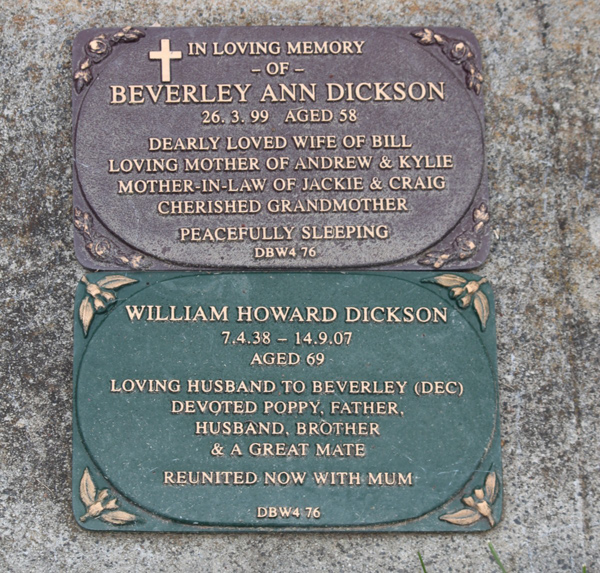 IN LOVING MEMORY
– OF –
BEVERLEY ANN DICKSON
26. 3. 99 AGED 58
DEARLY LOVED WIFE OF BILL
LOVING MOTHER OF ANDREW & KYLIE
MOTHER-IN-LAW OF JACKIE & CRAIG
CHERISHED GRANDMOTHER
PEACEFULLY SLEEPING
DBW4 76
WILLIAM HOWARD DICKSON
7.4.38 – 14.9.07
AGED 69
LOVING HUSBAND TO BEVERLEY (DEC)
DEVOTED POPPY, FATHER,
HUSBAND, BROTHER
& A GREAT MATE
REUNITED NOW WITH MUM
DBW4 76